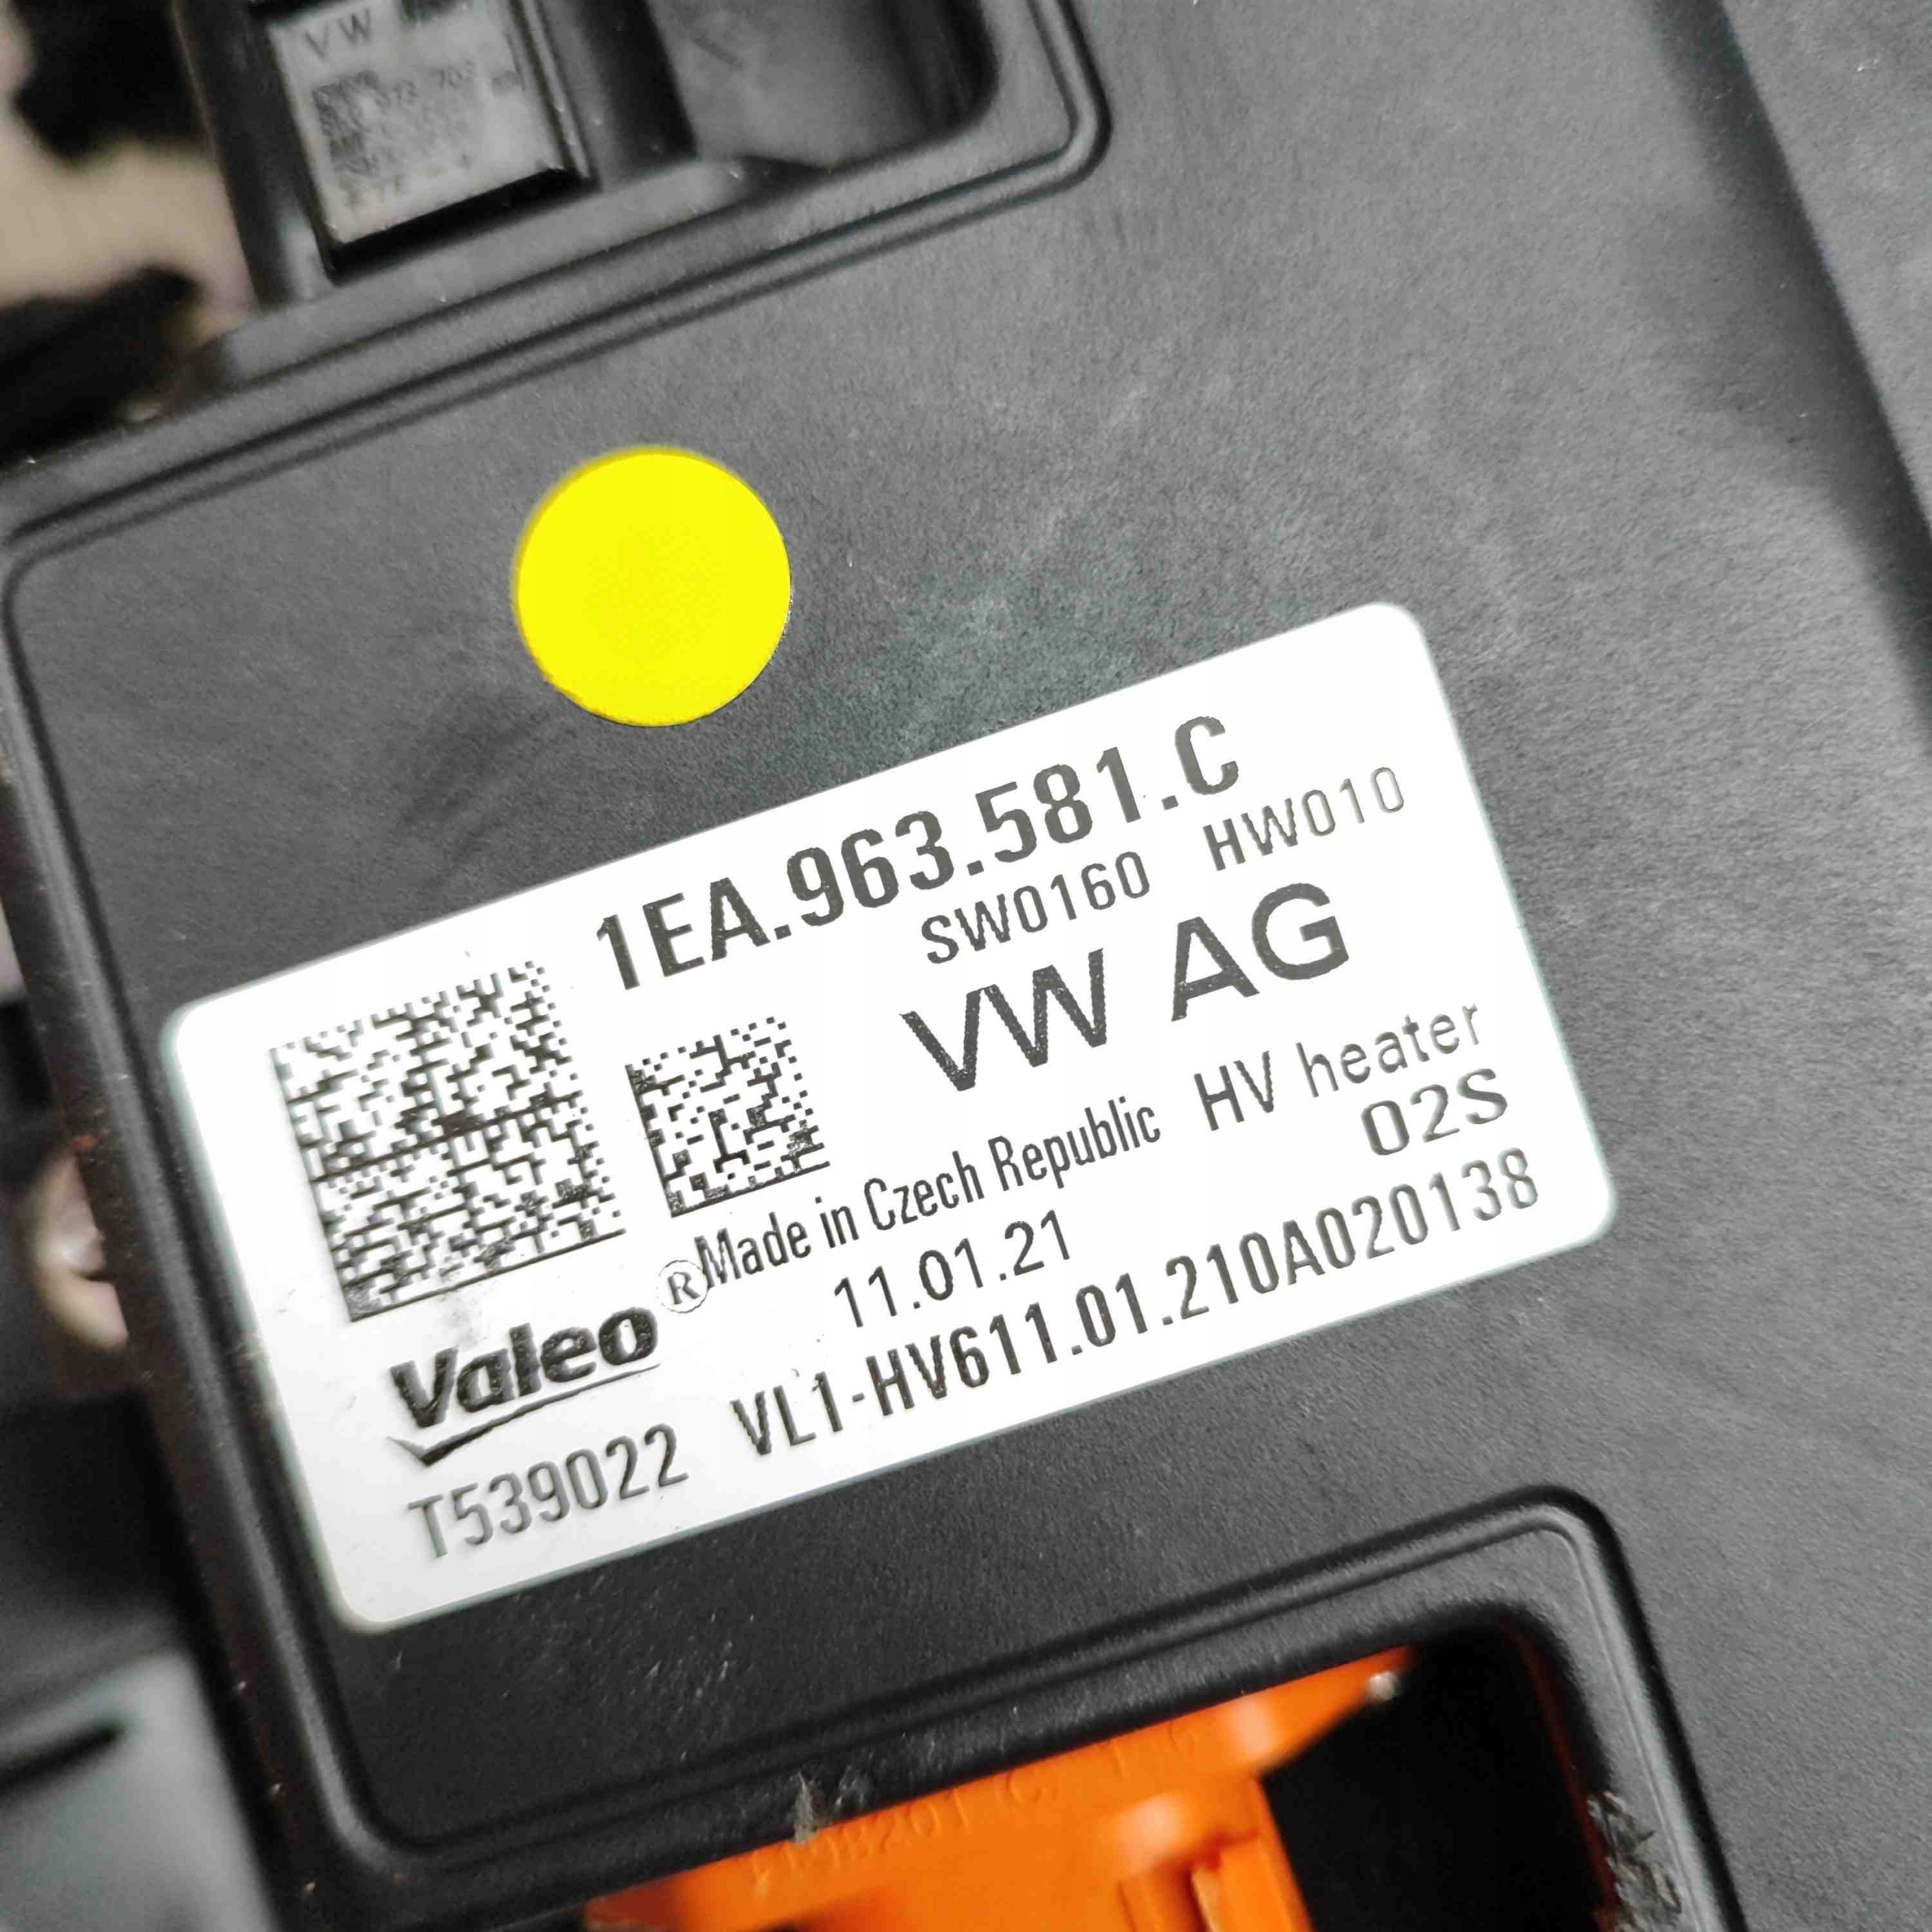 VW
1EA.963.581.C
SW0160 HW010
VW AG
Made in Czech Republic HV heater
02S
Valeo®
11.01.21
T539022 VL1-HV611.01.210A020138